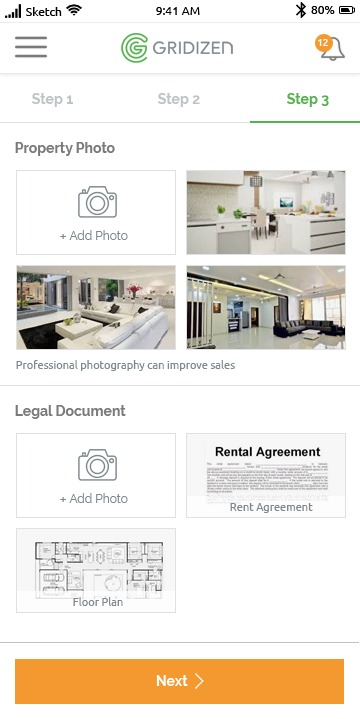 Sketch
9:41 AM
80%
GRIDIZEN
12
Step 1
Step 2
Step 3
Property Photo
+ Add Photo
Professional photography can improve sales
Legal Document
+ Add Photo
Rental Agreement
Rent Agreement
Floor Plan
Next